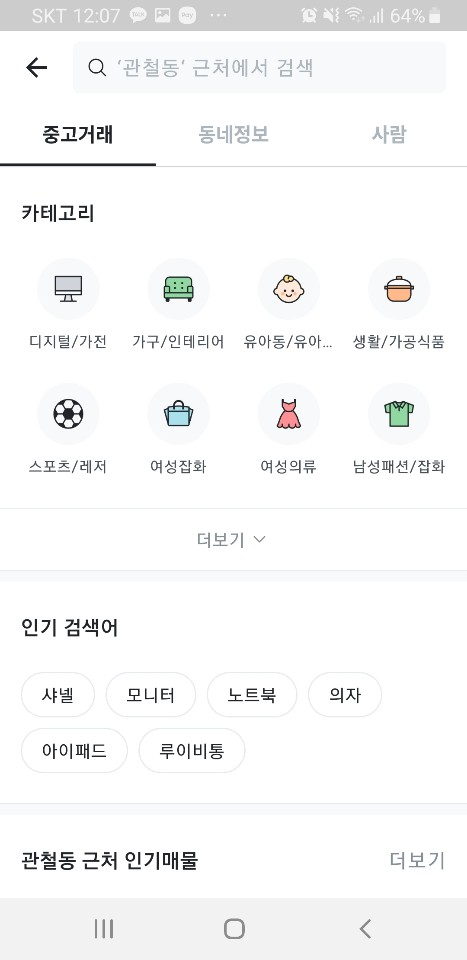 SKT 12:07 TALK Pay ··· 64%
‘관철동‘ 근처에서 검색
중고거래 동네정보 사람
카테고리
디지털/가전 가구/인테리어 유아동/유아... 생활/가공식품
스포츠/레저 여성잡화 여성의류 남성패션/잡화
더보기
인기 검색어
샤넬 모니터 노트북 의자
아이패드 루이비통
관철동 근처 인기매물 더보기